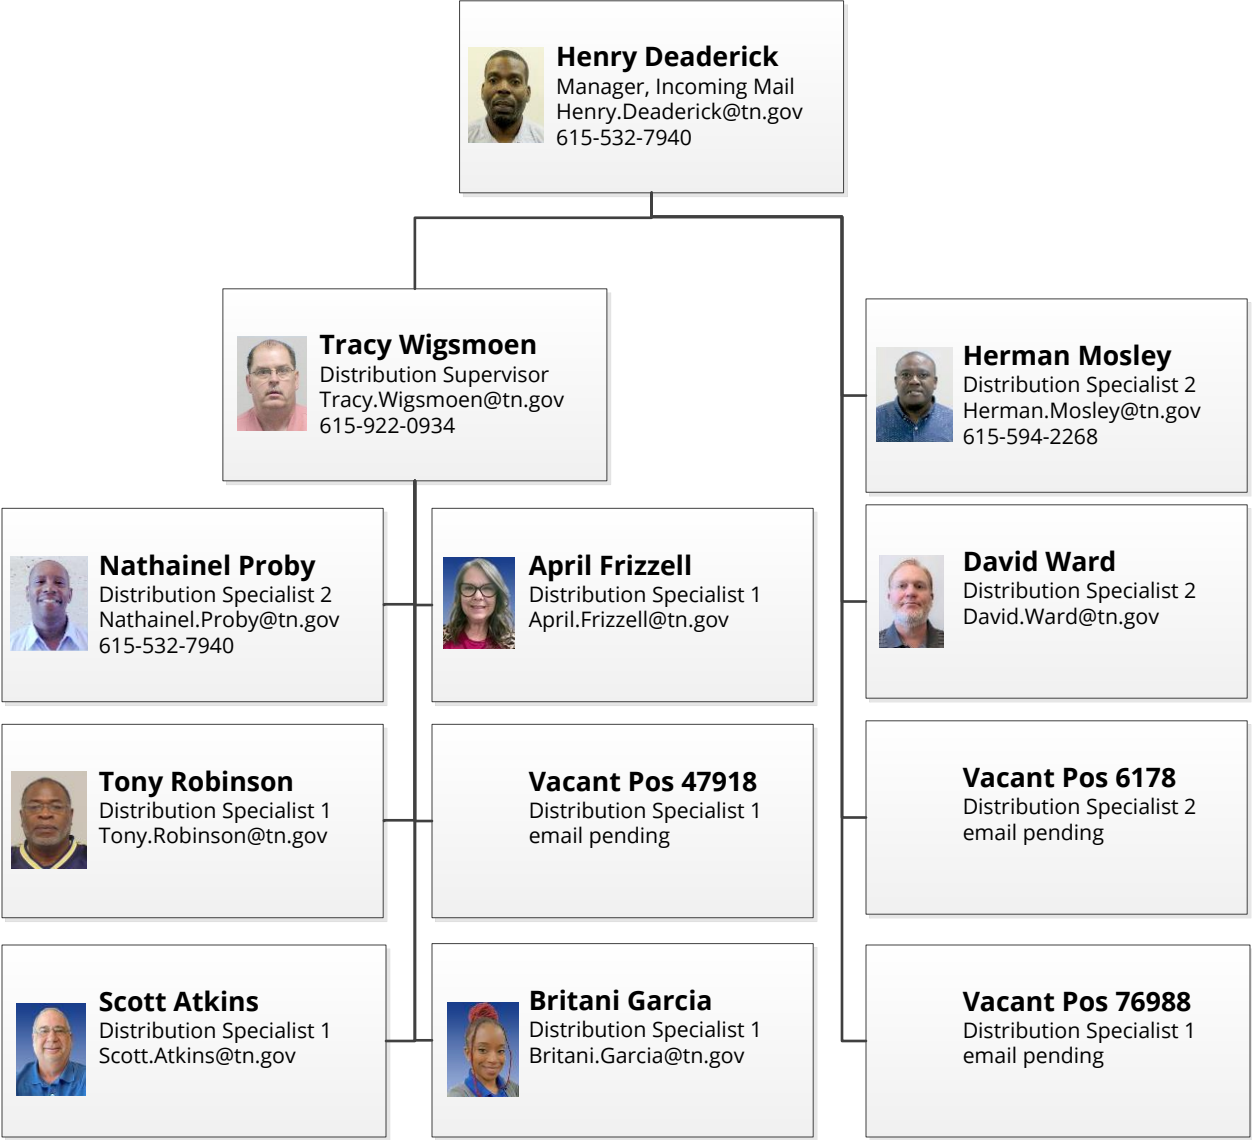 Henry Deaderick
Manager, Incoming Mail
Henry.Deaderick@tn.gov
615-532-7940
Tracy Wigsmoen
Distribution Supervisor
Tracy.Wigsmoen@tn.gov
615-922-0934
Herman Mosley
Distribution Specialist 2
Herman.Mosley@tn.gov
615-594-2268
Nathainel Proby
Distribution Specialist 2
Nathainel.Proby@tn.gov
615-532-7940
April Frizzell
Distribution Specialist 1
April.Frizzell@tn.gov
David Ward
Distribution Specialist 2
David.Ward@tn.gov
Tony Robinson
Distribution Specialist 1
Tony.Robinson@tn.gov
Vacant Pos 47918
Distribution Specialist 1
email pending
Vacant Pos 6178
Distribution Specialist 2
email pending
Scott Atkins
Distribution Specialist 1
Scott.Atkins@tn.gov
Britani Garcia
Distribution Specialist 1
Britani.Garcia@tn.gov
Vacant Pos 76988
Distribution Specialist 1
email pending